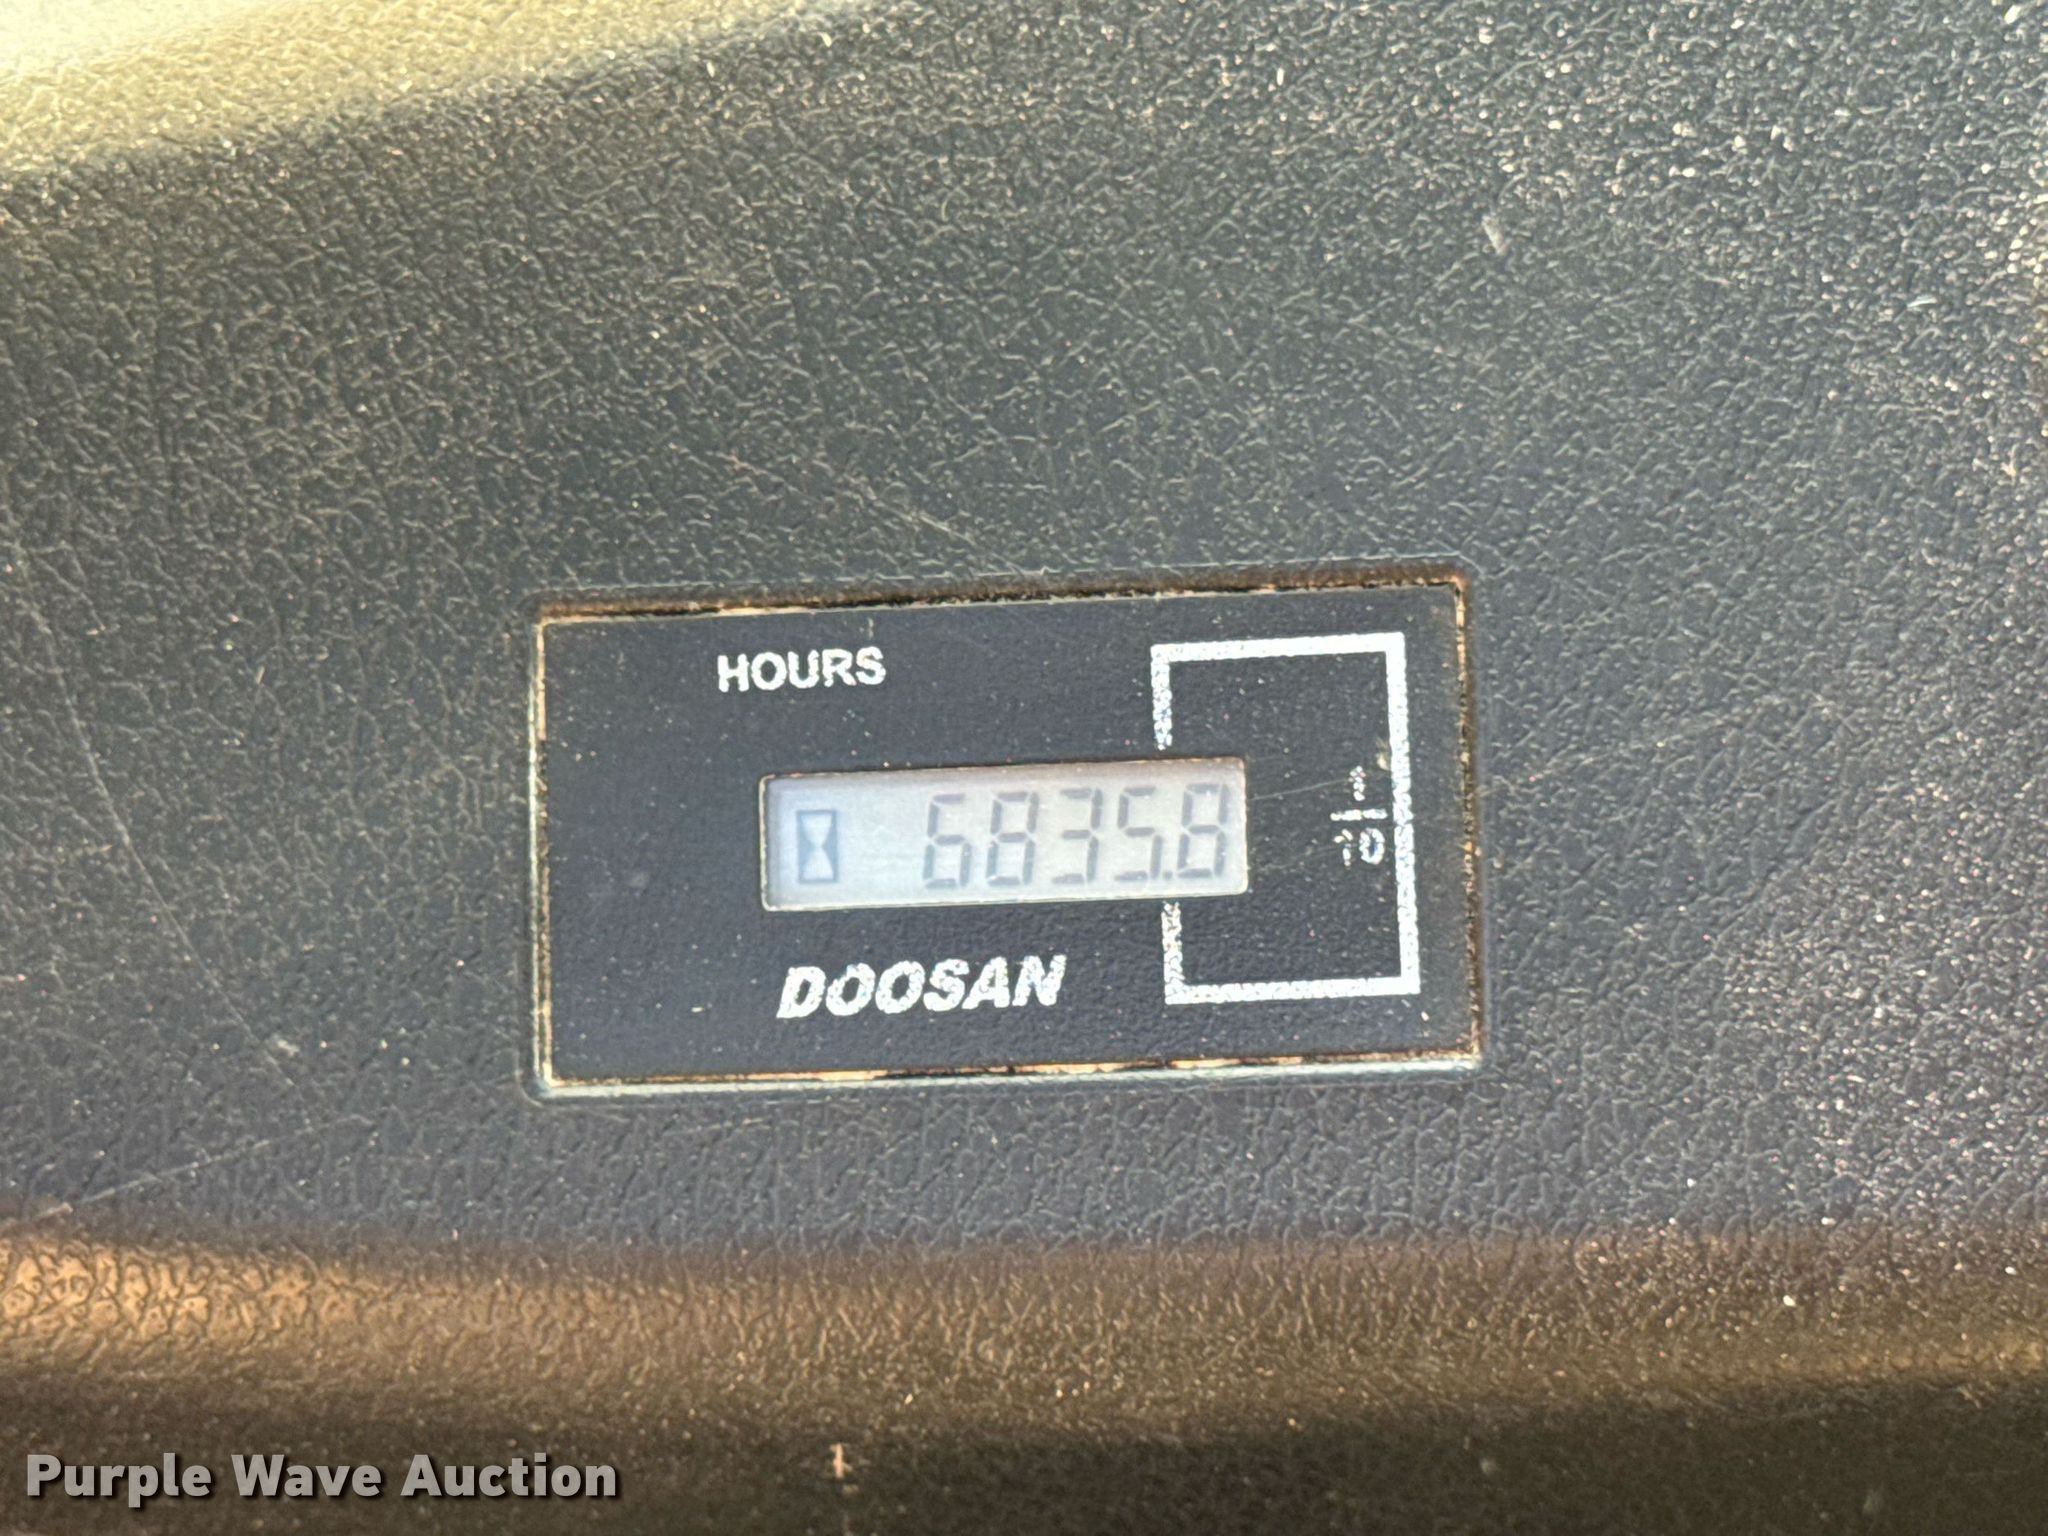 HOURS
6835.8
1
10
DOOSAN
Purple Wave Auction